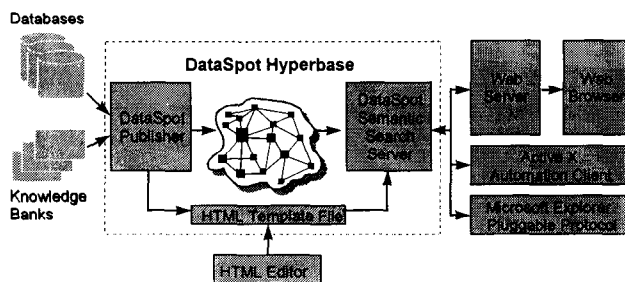 Databases
DataSpot Hyperbase
DataSpot
Publisher
DataSpot
Semantic
Search
Server
Web
Server
Web
Browser
Active X
Automation Client
Microsoft Explorer
Pluggable Protocol
Knowledge
Banks
HTML Template File
HTML Editor